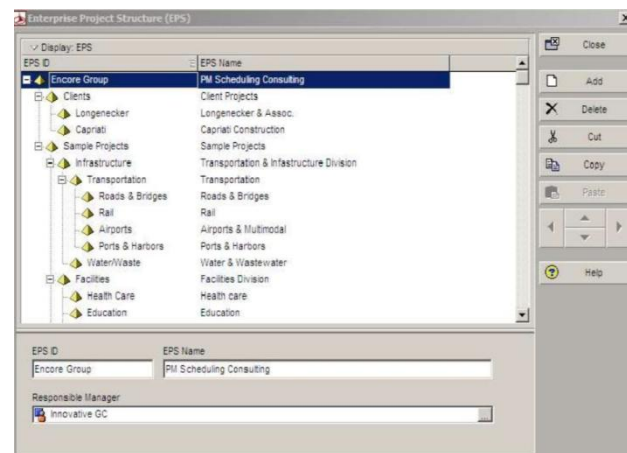 Enterprise Project Structure (EPS)
Display: EPS
EPS ID EPS Name
Encore Group PM Scheduling Consulting
Clients Client Projects
Longenecker Longenecker & Assoc.
Capriati Capriati Construction
Sample Projects Sample Projects
Infrastructure Transportation & Infastructure Division
Transportation Transportation
Roads & Bridges Roads & Bridges
Rail Rail
Airports Airports & Multimodal
Ports & Harbors Ports & Harbors
Water/Waste Water & Wastewater
Facilities Facilities Division
Health Care Health care
Education Education
EPS ID EPS Name
Encore Group PM Scheduling Consulting
Responsible Manager
Innovative GC
...
Close
Add
Delete
Cut
Copy
Paste
Help